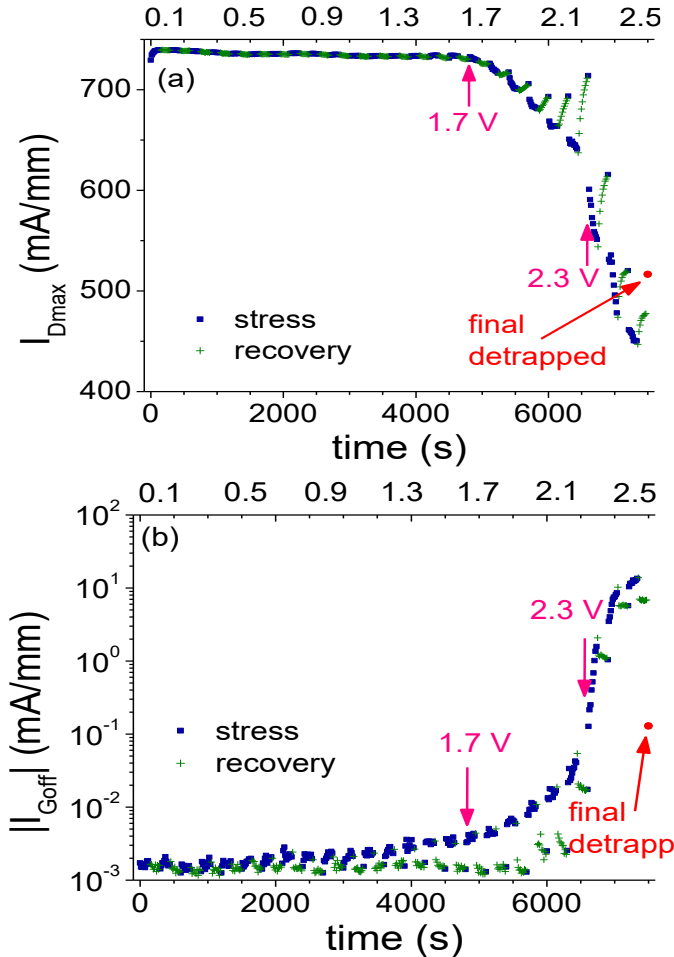 0.1 0.5 0.9 1.3 1.7 2.1 2.5
(a)
700
1.7 V
I_Dmax (mA/mm)
600
2.3 V
500
stress
final
recovery
detrapped
400
0 2000 4000 6000
time (s)
0.1 0.5 0.9 1.3 1.7 2.1 2.5
10^2
(b)
10^1
2.3 V
|I_Goff| (mA/mm)
10^0
10^-1
stress
1.7 V
recovery
10^-2
final
detrapp
10^-3
0 2000 4000 6000
time (s)